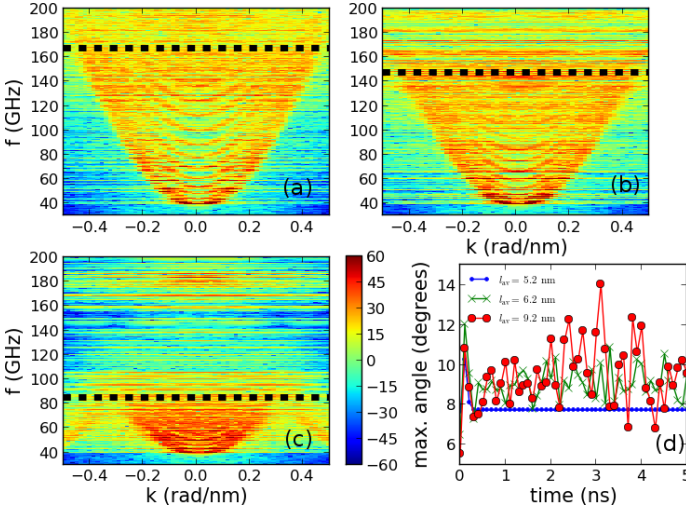 200
180
160
140
120
100
80
60
40
f (GHz)
−0.4 −0.2 0.0 0.2 0.4
(a)
200
180
160
140
120
100
80
60
40
−0.4 −0.2 0.0 0.2 0.4
k (rad/nm)
(b)
200
180
160
140
120
100
80
60
40
f (GHz)
−0.4 −0.2 0.0 0.2 0.4
k (rad/nm)
(c)
60
45
30
15
0
−15
−30
−45
−60
14
12
10
8
6
max. angle (degrees)
l_av = 5.2 nm
l_av = 6.2 nm
l_av = 9.2 nm
0 1 2 3 4 5
time (ns)
(d)